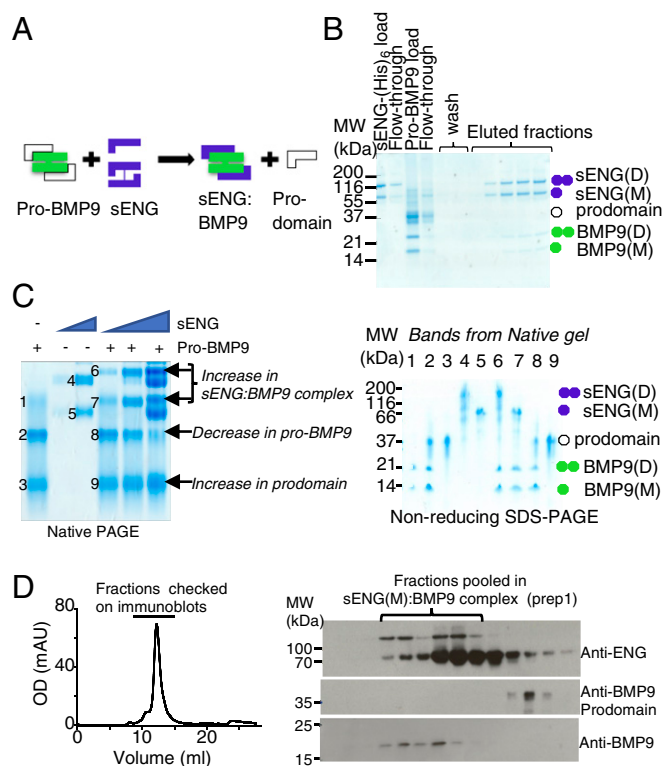 A
Pro-BMP9 + sENG → sENG:BMP9 + Pro-domain
B
MW (kDa)
sENG-(His)6 load
Flow-through
Pro-BMP9 load
Flow-through
wash
Eluted fractions
200
116
66
55
37
21
14
sENG(D)
sENG(M)
prodomain
BMP9(D)
BMP9(M)
C
- sENG
+ - - + + + Pro-BMP9
1
2
3
4
5
6
7
8
9
Increase in sENG:BMP9 complex
Decrease in pro-BMP9
Increase in prodomain
Native PAGE
MW (kDa)
Bands from Native gel
1 2 3 4 5 6 7 8 9
200
116
66
37
21
14
sENG(D)
sENG(M)
prodomain
BMP9(D)
BMP9(M)
Non-reducing SDS-PAGE
D
Fractions checked on immunoblots
OD (mAU)
80
40
0
0 10 20
Volume (ml)
Fractions pooled in sENG(M):BMP9 complex (prep1)
MW (kDa)
100
70
35
25
15
Anti-ENG
Anti-BMP9 Prodomain
Anti-BMP9